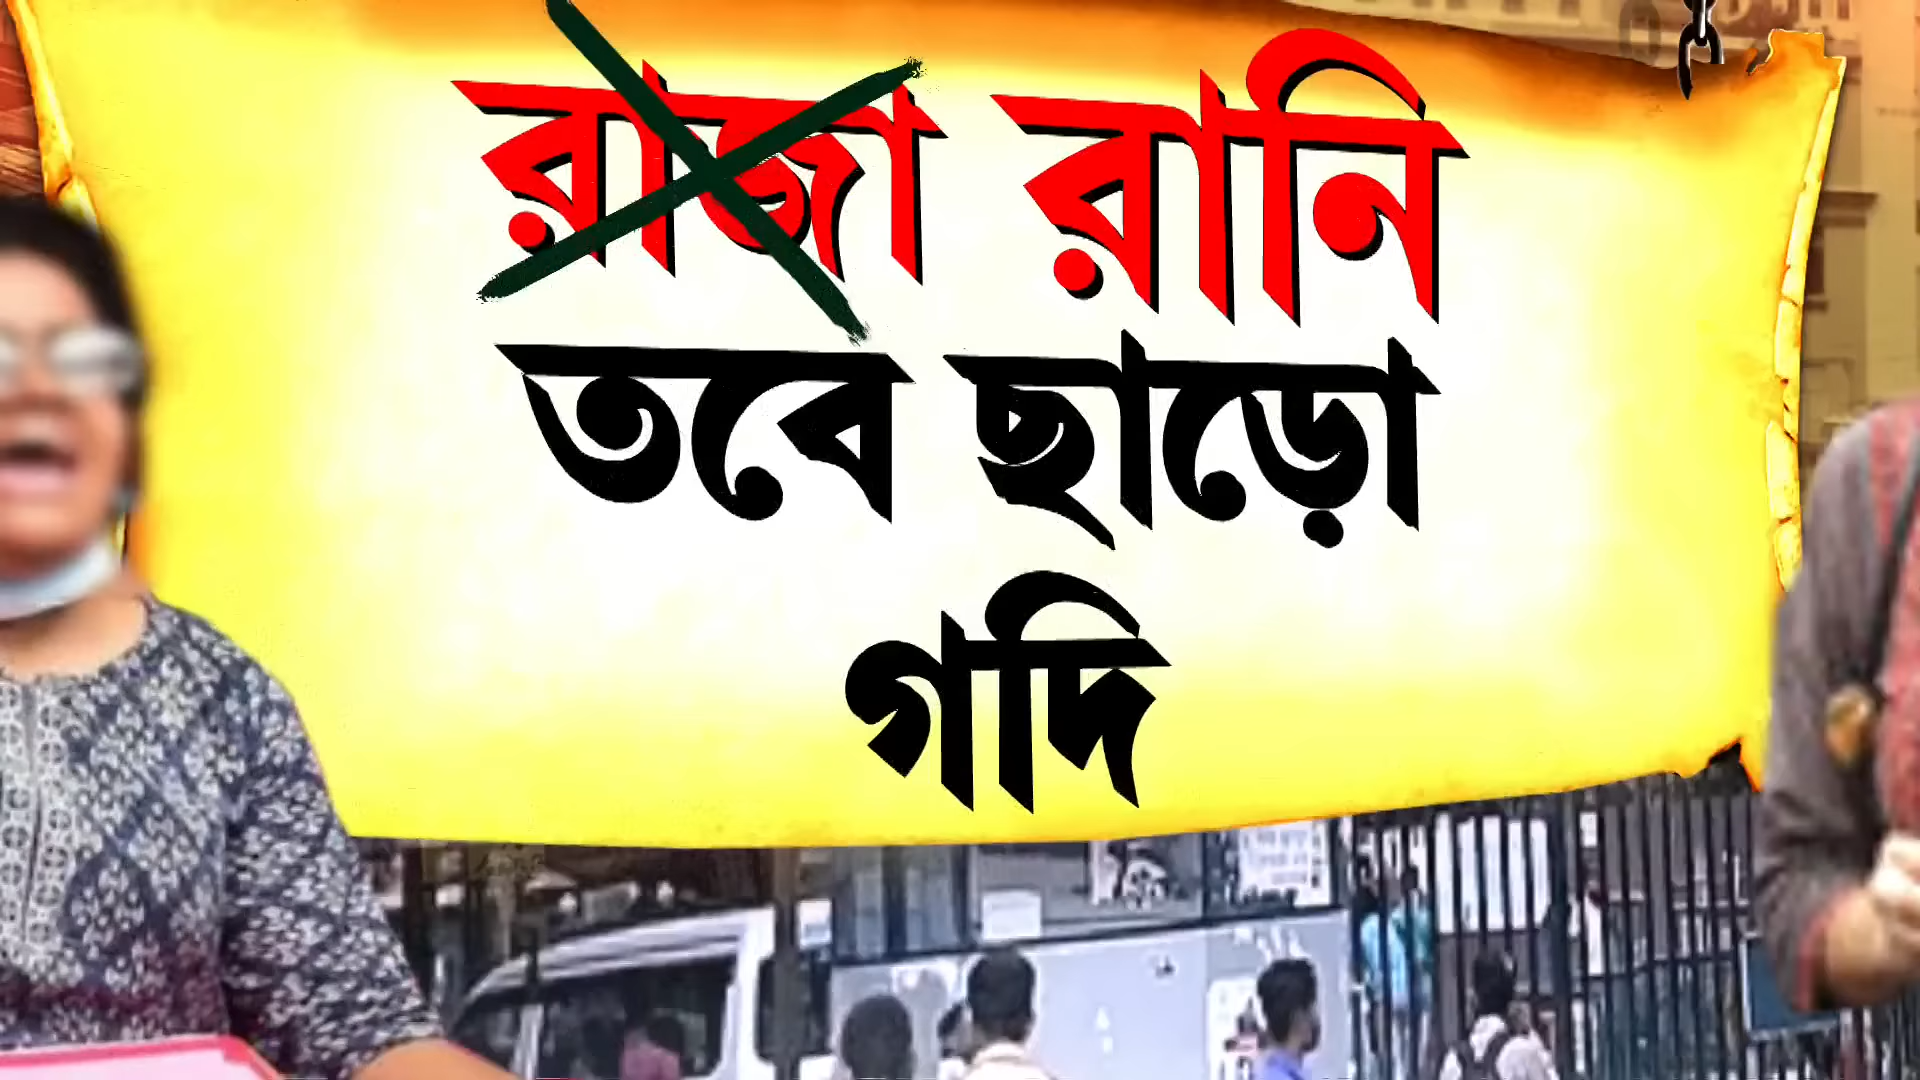 রাজা রানি
তবে ছাড়ো
গদি